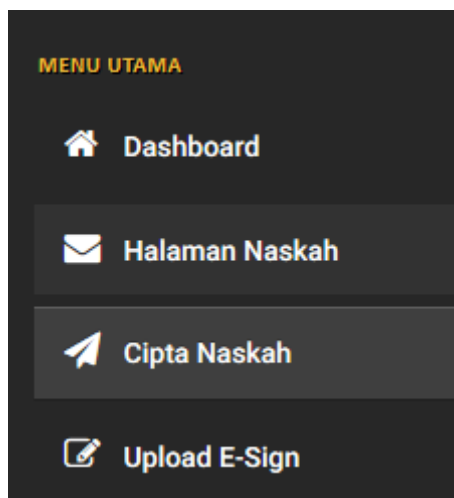 MENU UTAMA
Dashboard
Halaman Naskah
Cipta Naskah
Upload E-Sign